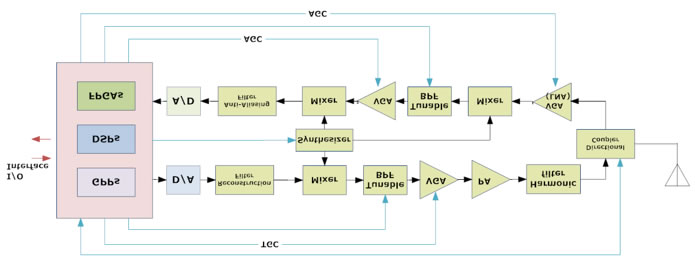 TGC
I/O
Interface
GPPs
D/A
Reconstruction
Filter
Mixer
Tunable
BPF
VGA
PA
Harmonic
filter
DSPs
Synthesizer
Directional
Coupler
FPGAs
A/D
Anti-Aliasing
Filter
Mixer
VGA
Tunable
BPF
Mixer
VGA
(LNA)
AGC
AGC